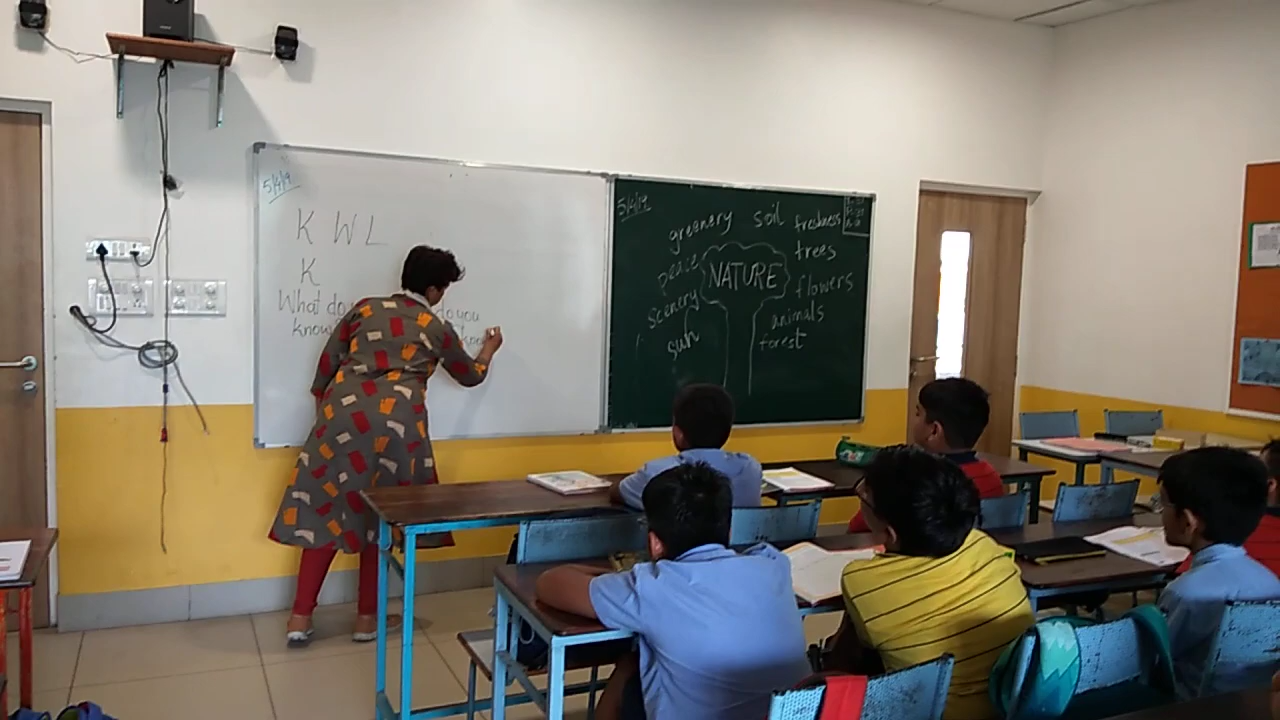 5/4/19
K W L
K
What do
do you
know
5/4/19
greenery soil freshness
peace NATURE trees
scenery flowers
sun animals
forest